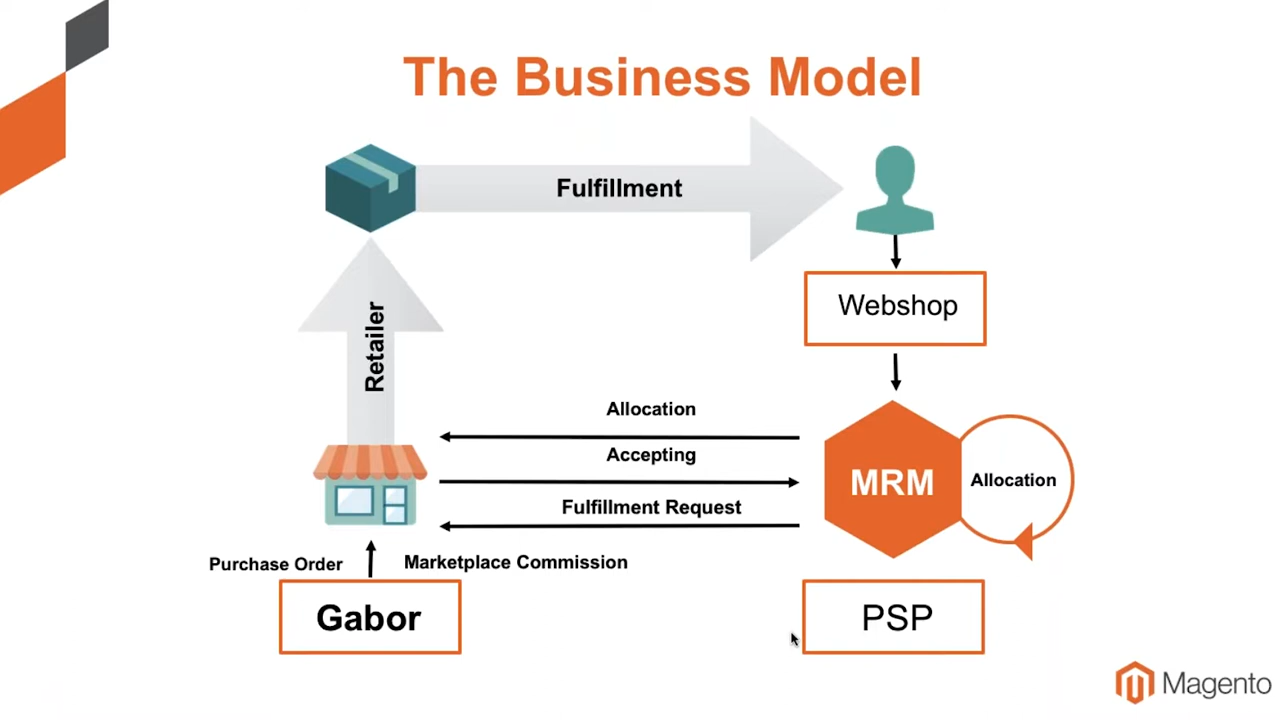 The Business Model
Fulfillment
Webshop
Retailer
Allocation
Accepting
MRM
Allocation
Fulfillment Request
Purchase Order
Marketplace Commission
Gabor
PSP
Magento